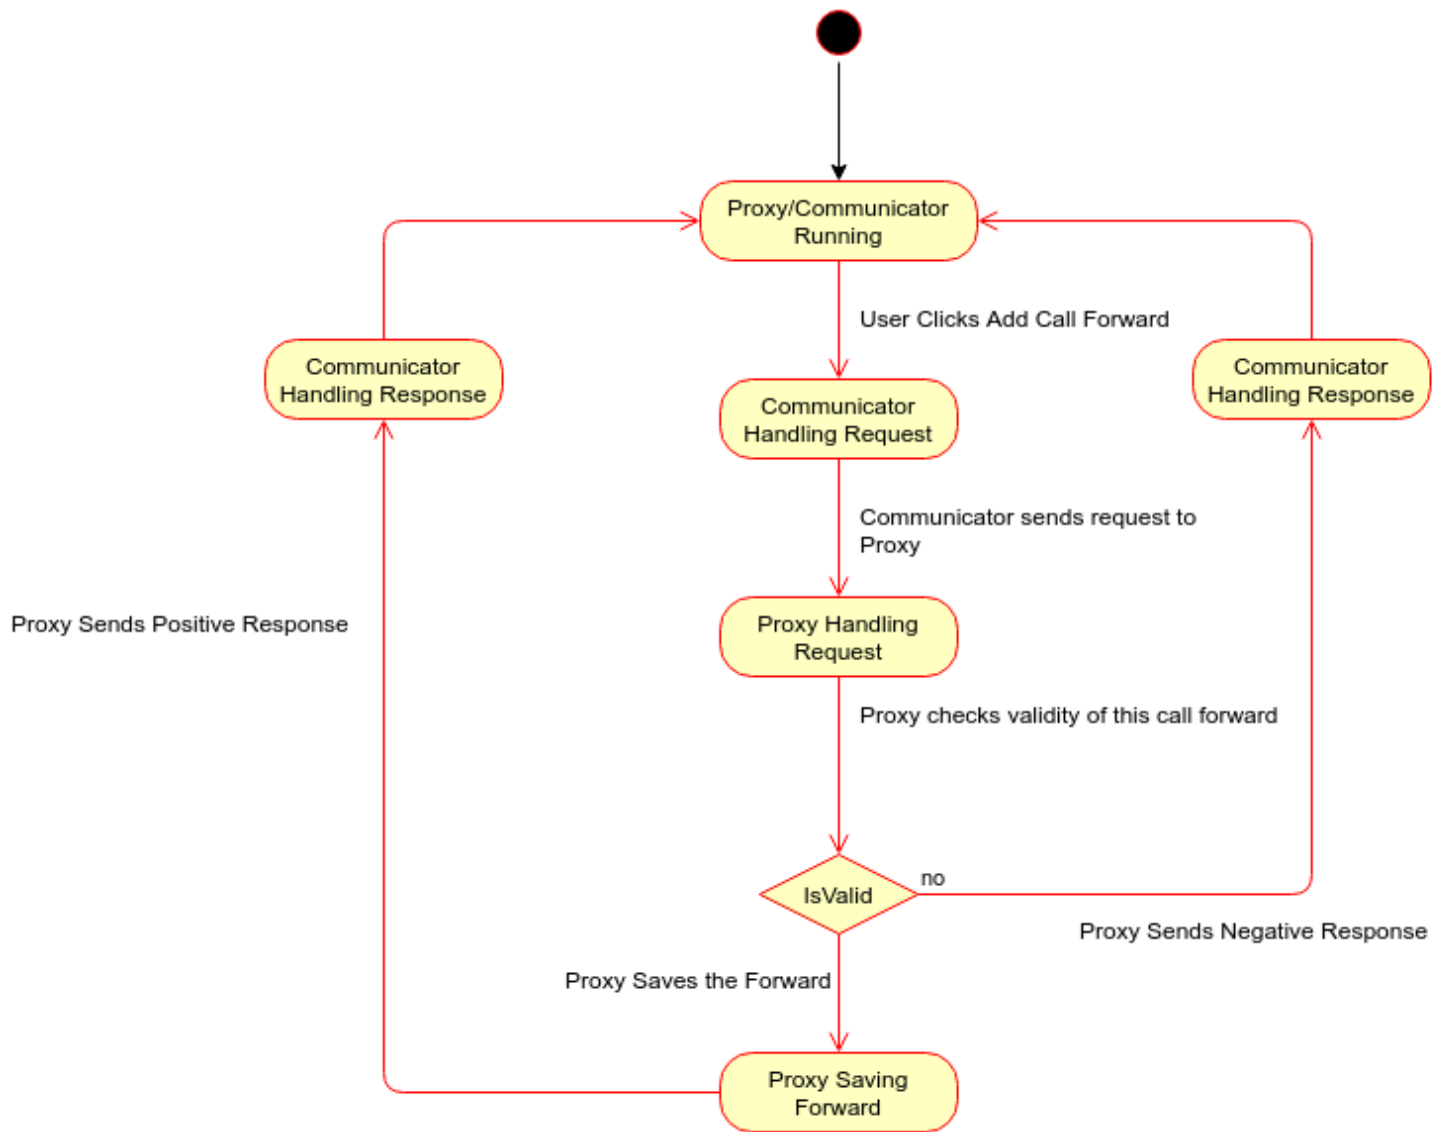 Proxy/Communicator
Running
User Clicks Add Call Forward
Communicator
Handling Response
Communicator
Handling Request
Communicator
Handling Response
Communicator sends request to
Proxy
Proxy Sends Positive Response
Proxy Handling
Request
Proxy checks validity of this call forward
IsValid
no
Proxy Sends Negative Response
Proxy Saves the Forward
Proxy Saving
Forward